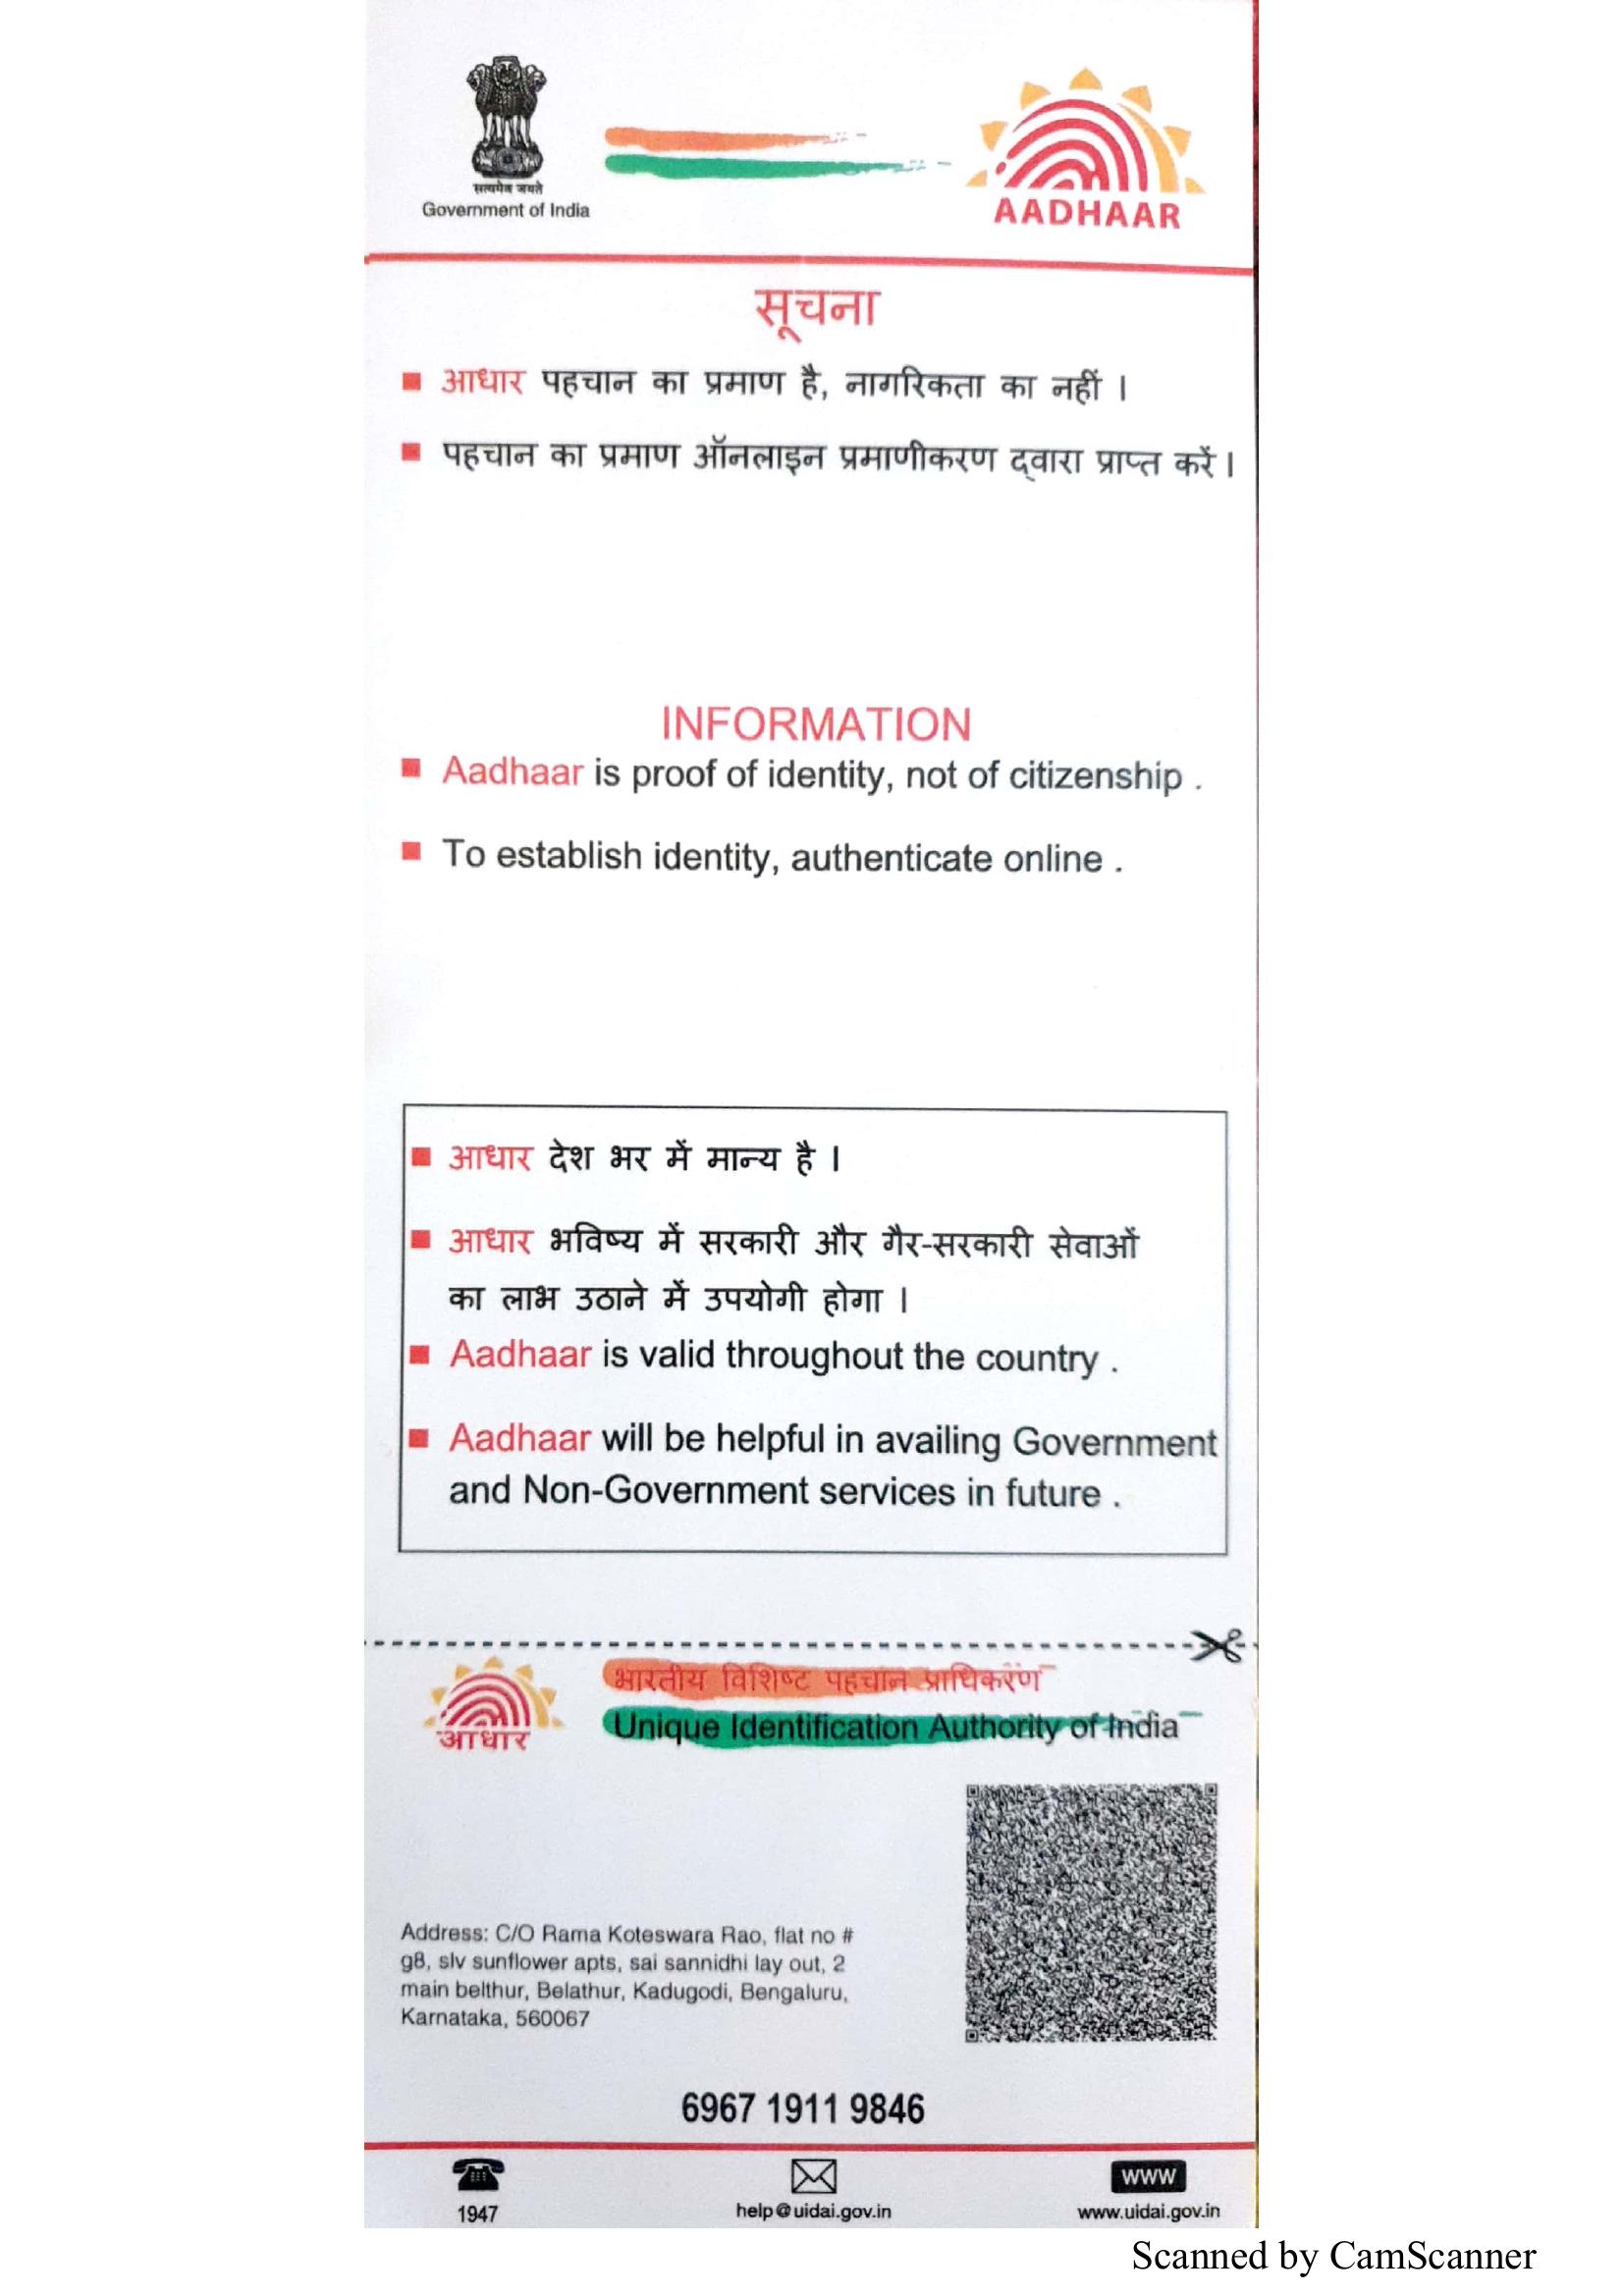 सत्यमेव जयते
Government of India
AADHAAR
सूचना
आधार पहचान का प्रमाण है, नागरिकता का नहीं ।
पहचान का प्रमाण ऑनलाइन प्रमाणीकरण द्वारा प्राप्त करें ।
INFORMATION
Aadhaar is proof of identity, not of citizenship .
To establish identity, authenticate online .
आधार देश भर में मान्य है ।
आधार भविष्य में सरकारी और गैर-सरकारी सेवाओं
का लाभ उठाने में उपयोगी होगा ।
Aadhaar is valid throughout the country .
Aadhaar will be helpful in availing Government
and Non-Government services in future .
भारतीय विशिष्ट पहचान प्राधिकरण
Unique Identification Authority of India
आधार
Address: C/O Rama Koteswara Rao, flat no #
g8, slv sunflower apts, sai sannidhi lay out, 2
main belthur, Belathur, Kadugodi, Bengaluru,
Karnataka, 560067
6967 1911 9846
1947
help@uidai.gov.in
www
www.uidai.gov.in
Scanned by CamScanner